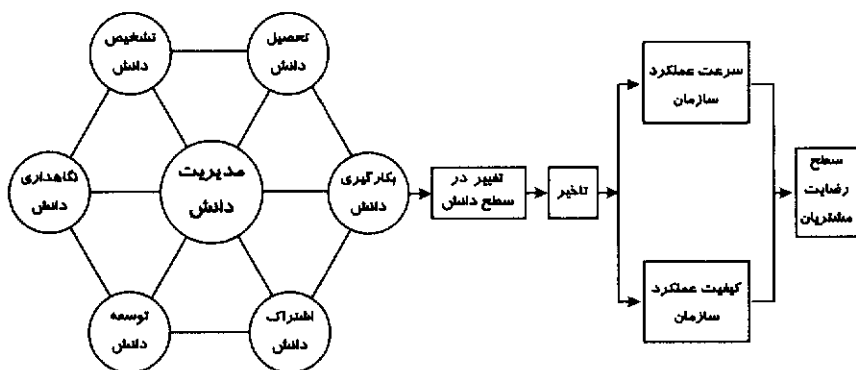 تشخیص
دانش
تحصیل
دانش
نگاهداری
دانش
مدیریت
دانش
بکارگیری
دانش
توسعه
دانش
اشتراک
دانش
تغییر در
سطح دانش
تاخیر
سرعت عملکرد
سازمان
کیفیت عملکرد
سازمان
سطح
رضایت
مشتریان